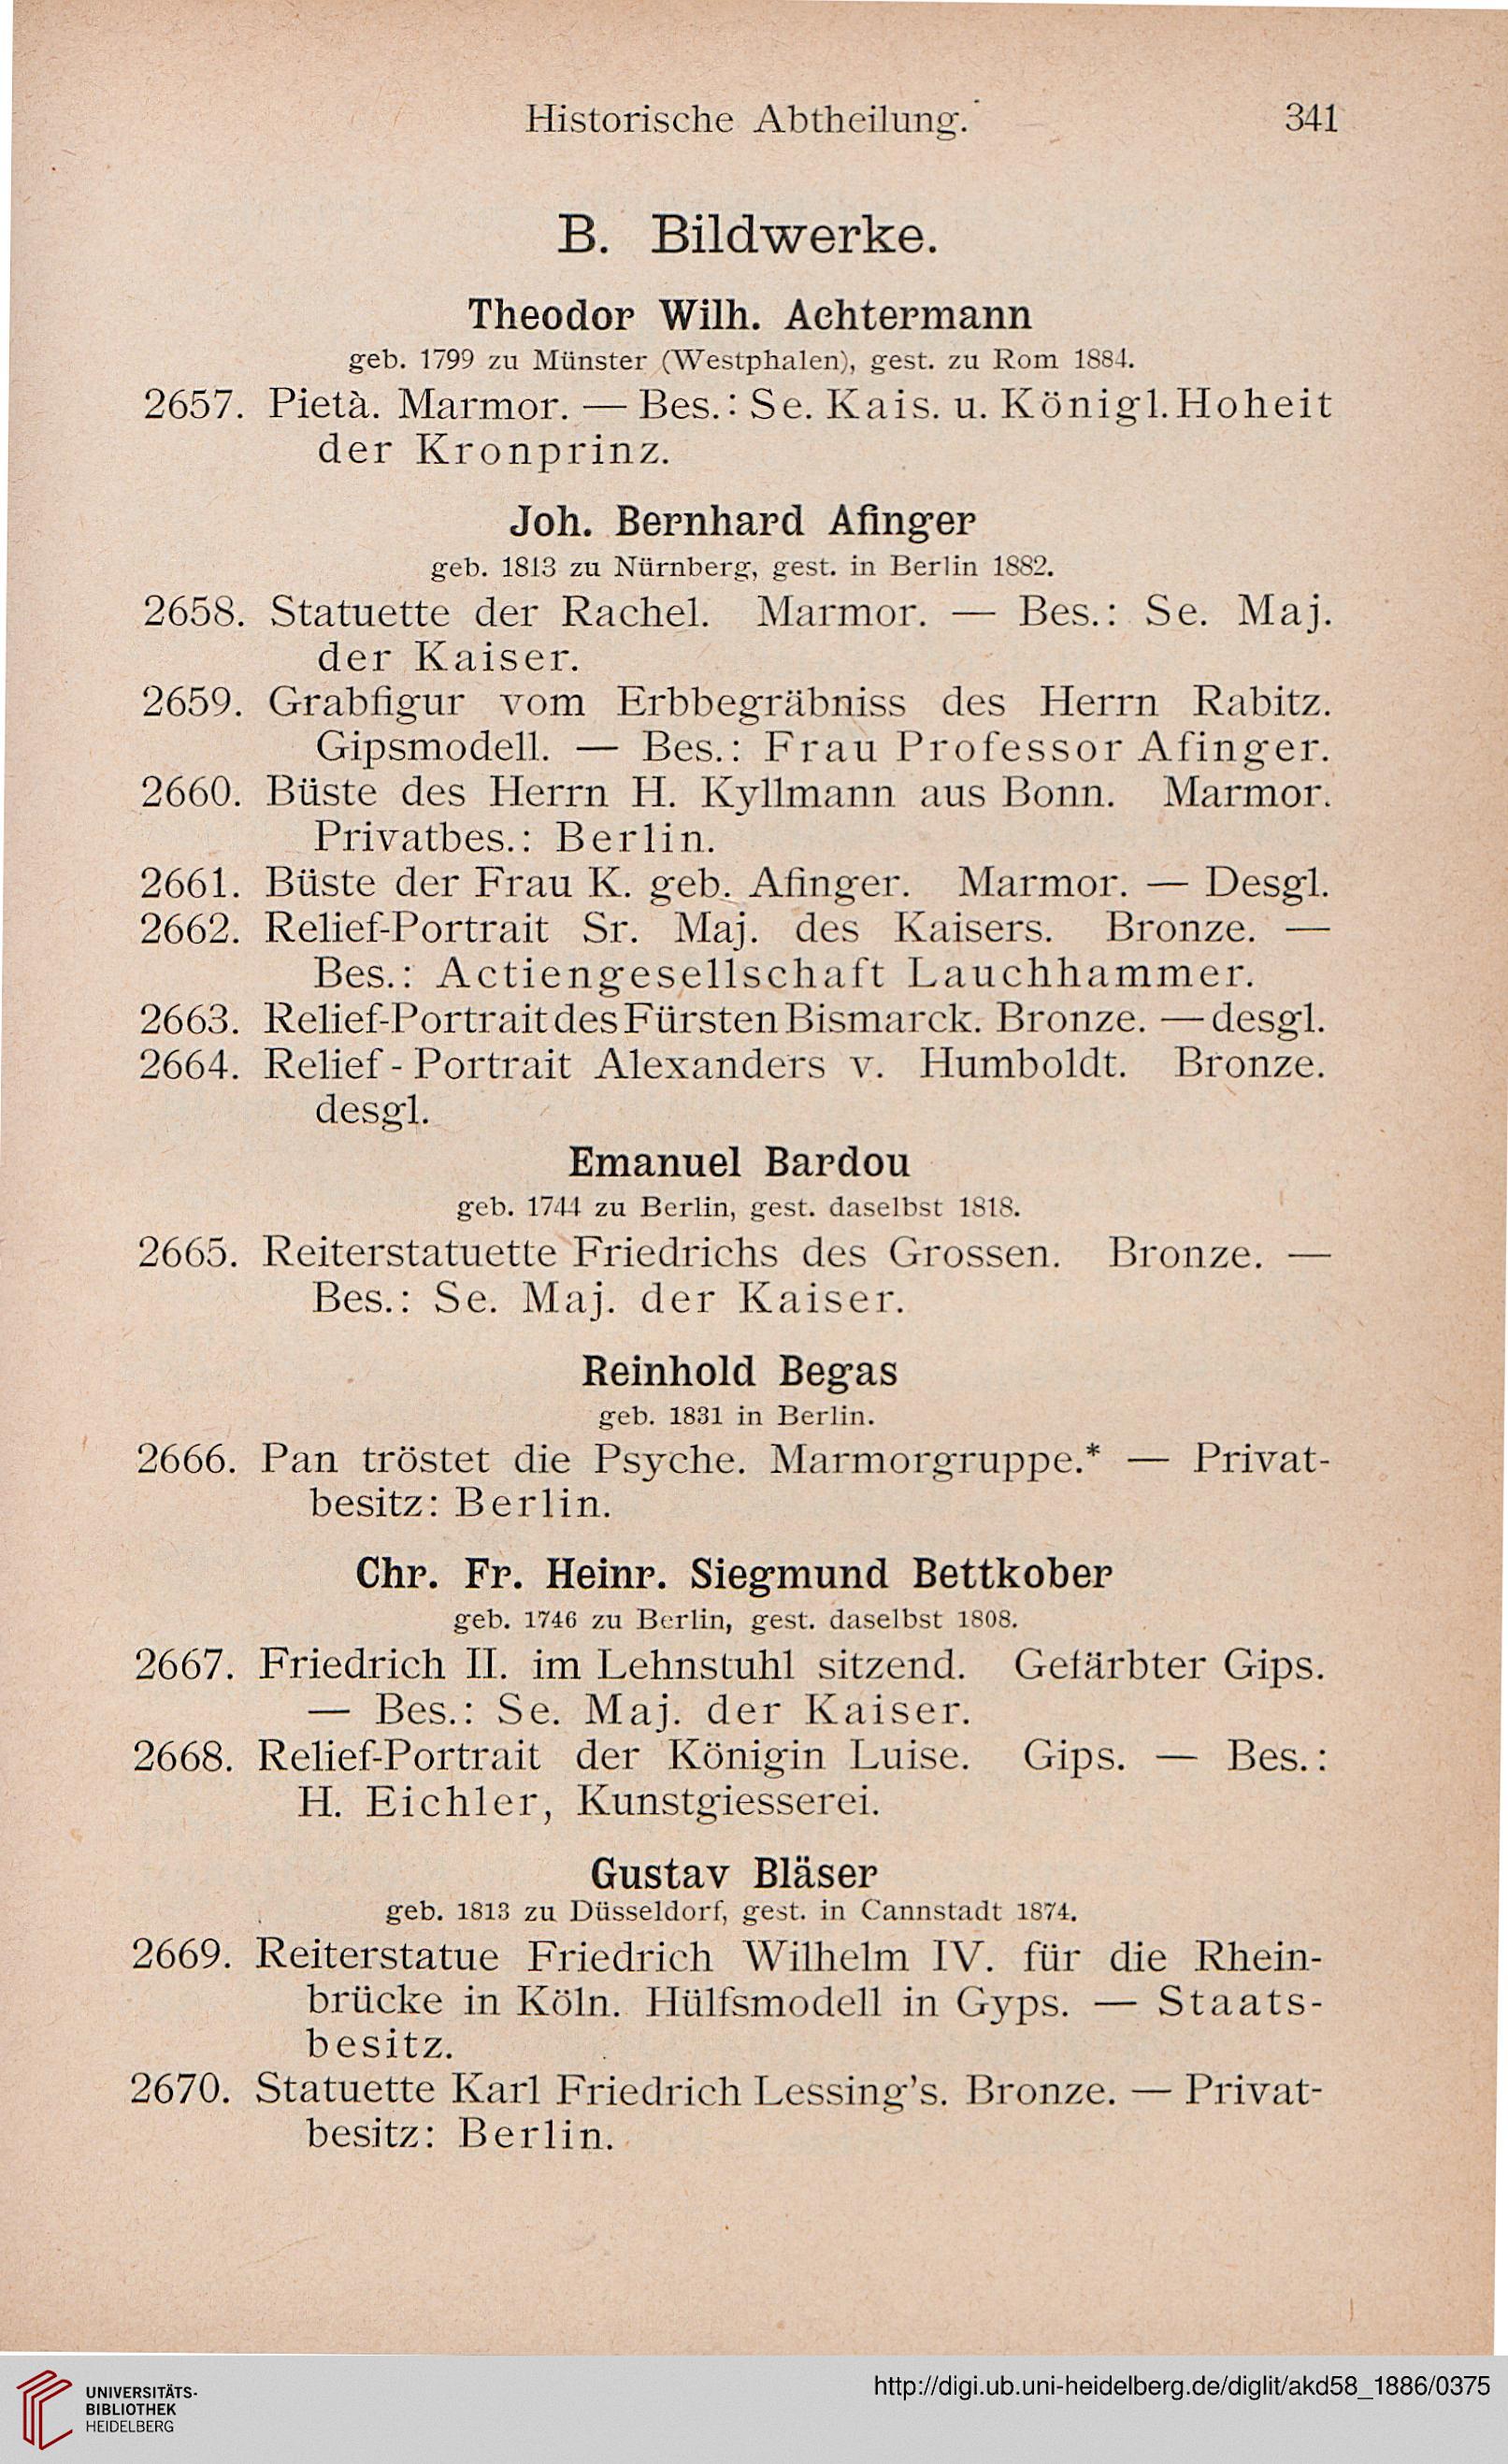 Historische Abtheilung. 341
B. Bildwerke.
Theodor Wilh. Achtermann
geb. 1799 zu Münster (Westphalen), gest. zu Rom 1884.
2657. Pietà. Marmor. — Bes.: Se. Kais. u. Königl. Hoheit
der Kronprinz.
Joh. Bernhard Afinger
geb. 1813 zu Nürnberg, gest. in Berlin 1882.
2658. Statuette der Rachel. Marmor. — Bes.: Se. Maj.
der Kaiser.
2659. Grabfigur vom Erbbegräbniss des Herrn Rabitz.
Gipsmodell. — Bes.: Frau Professor Afinger.
2660. Büste des Herrn H. Kyllmann aus Bonn. Marmor.
Privatbes.: Berlin.
2661. Büste der Frau K. geb. Afinger. Marmor. — Desgl.
2662. Relief-Portrait Sr. Maj. des Kaisers. Bronze. —
Bes.: Actiengesellschaft Lauchhammer.
2663. Relief-Portrait des Fürsten Bismarck. Bronze. — desgl.
2664. Relief-Portrait Alexanders v. Humboldt. Bronze.
desgl.
Emanuel Bardou
geb. 1744 zu Berlin, gest. daselbst 1818.
2665. Reiterstatuette Friedrichs des Grossen. Bronze. —
Bes.: Se. Maj. der Kaiser.
Reinhold Begas
geb. 1831 in Berlin.
2666. Pan tröstet die Psyche. Marmorgruppe.* — Privat-
besitz: Berlin.
Chr. Fr. Heinr. Siegmund Bettkober
geb. 1746 zu Berlin, gest. daselbst 1808.
2667. Friedrich II. im Lehnstuhl sitzend. Gefärbter Gips.
— Bes.: Se. Maj. der Kaiser.
2668. Relief-Portrait der Königin Luise. Gips. — Bes.:
H. Eichler, Kunstgiesserei.
Gustav Bläser
geb. 1813 zu Düsseldorf, gest. in Cannstadt 1874.
2669. Reiterstatue Friedrich Wilhelm IV. für die Rhein-
brücke in Köln. Hülfsmodell in Gyps. — Staats-
besitz.
2670. Statuette Karl Friedrich Lessing's. Bronze. — Privat-
besitz: Berlin.
UNIVERSITÄTS-
BIBLIOTHEK
HEIDELBERG
http://digi.ub.uni-heidelberg.de/diglit/akd58_1886/0375